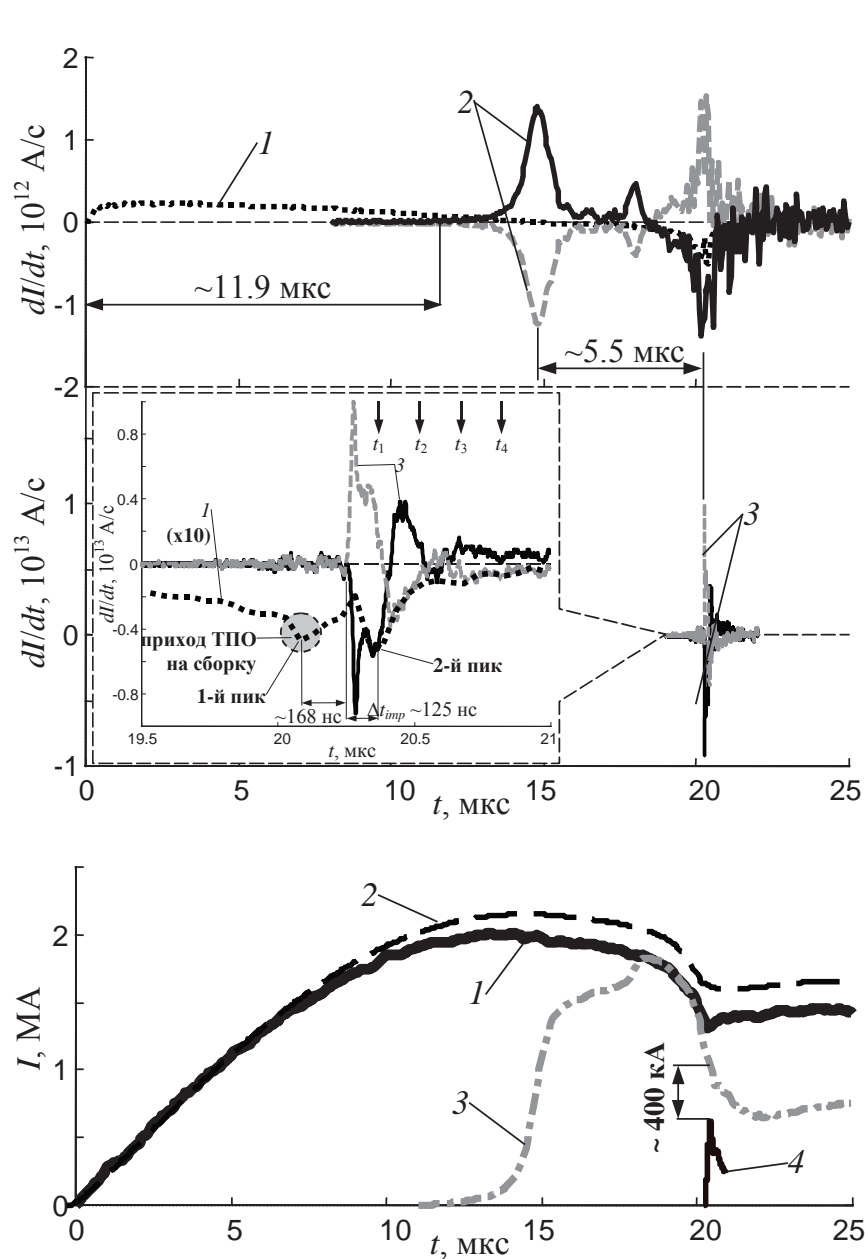 2
dI/dt, 10¹² А/с
1
0
-1
-2
1
2
~11.9 мкс
~5.5 мкс
dI/dt, 10¹³ А/с
1
0
-1
0.8
0.4
0
-0.4
-0.8
dI/dt, 10¹³ А/с
t₁ t₂ t₃ t₄
1
(x10)
3
приход ТПО
на сборку
1-й пик
2-й пик
~168 нс
Δt_imp ~125 нс
19.5 20 20.5 21
t, мкс
3
0 5 10 15 20 25
t, мкс
I, МА
2
1
0
2
1
3
~ 400 кА
4
0 5 10 15 20 25
t, мкс